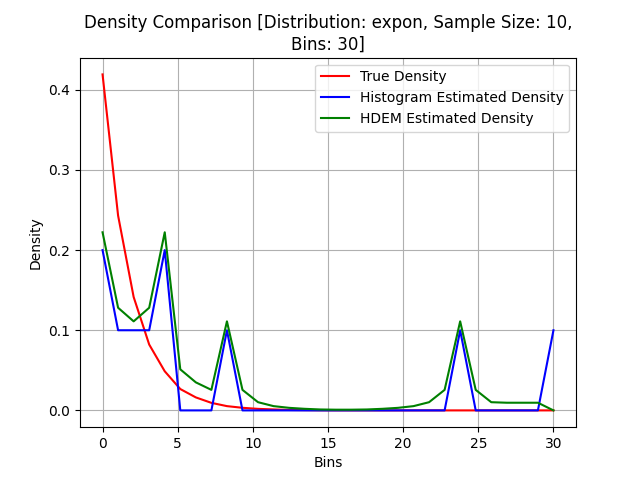 Density Comparison [Distribution: expon, Sample Size: 10,
Bins: 30]
True Density
Histogram Estimated Density
HDEM Estimated Density
Density
0.4
0.3
0.2
0.1
0.0
0 5 10 15 20 25 30
Bins